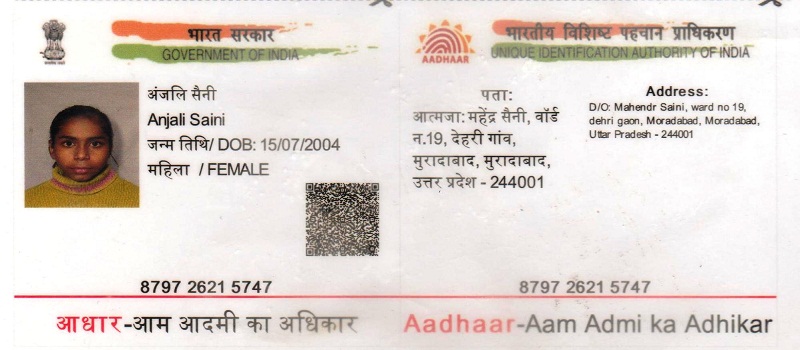 भारत सरकार
GOVERNMENT OF INDIA
अंजलि सैनी
Anjali Saini
जन्म तिथि/ DOB: 15/07/2004
महिला / FEMALE
8797 2621 5747
आधार-आम आदमी का अधिकार
AADHAAR
भारतीय विशिष्ट पहचान प्राधिकरण
UNIQUE IDENTIFICATION AUTHORITY OF INDIA
पता:
आत्मजा: महेंद्र सैनी, वॉर्ड
न.19, देहरी गांव,
मुरादाबाद, मुरादाबाद,
उत्तर प्रदेश - 244001
Address:
D/O: Mahendr Saini, ward no 19,
dehri gaon, Moradabad, Moradabad,
Uttar Pradesh - 244001
8797 2621 5747
Aadhaar-Aam Admi ka Adhikar